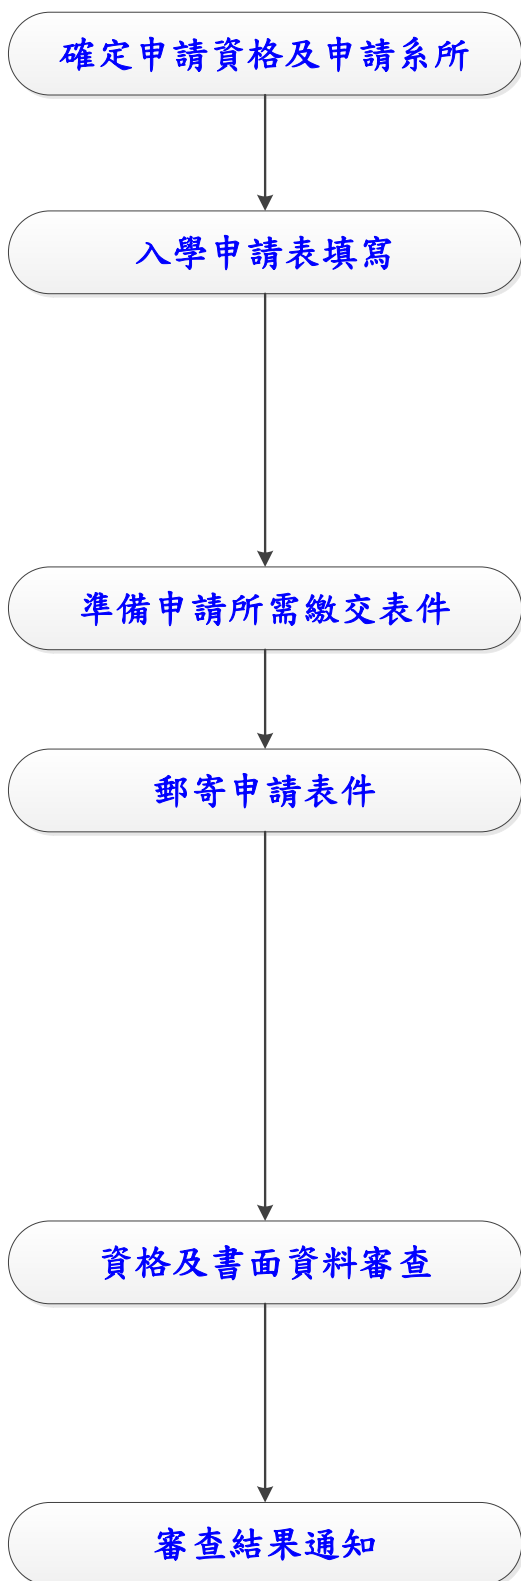 確定申請資格及申請系所
入學申請表填寫
準備申請所需繳交表件
郵寄申請表件
資格及書面資料審查
審查結果通知